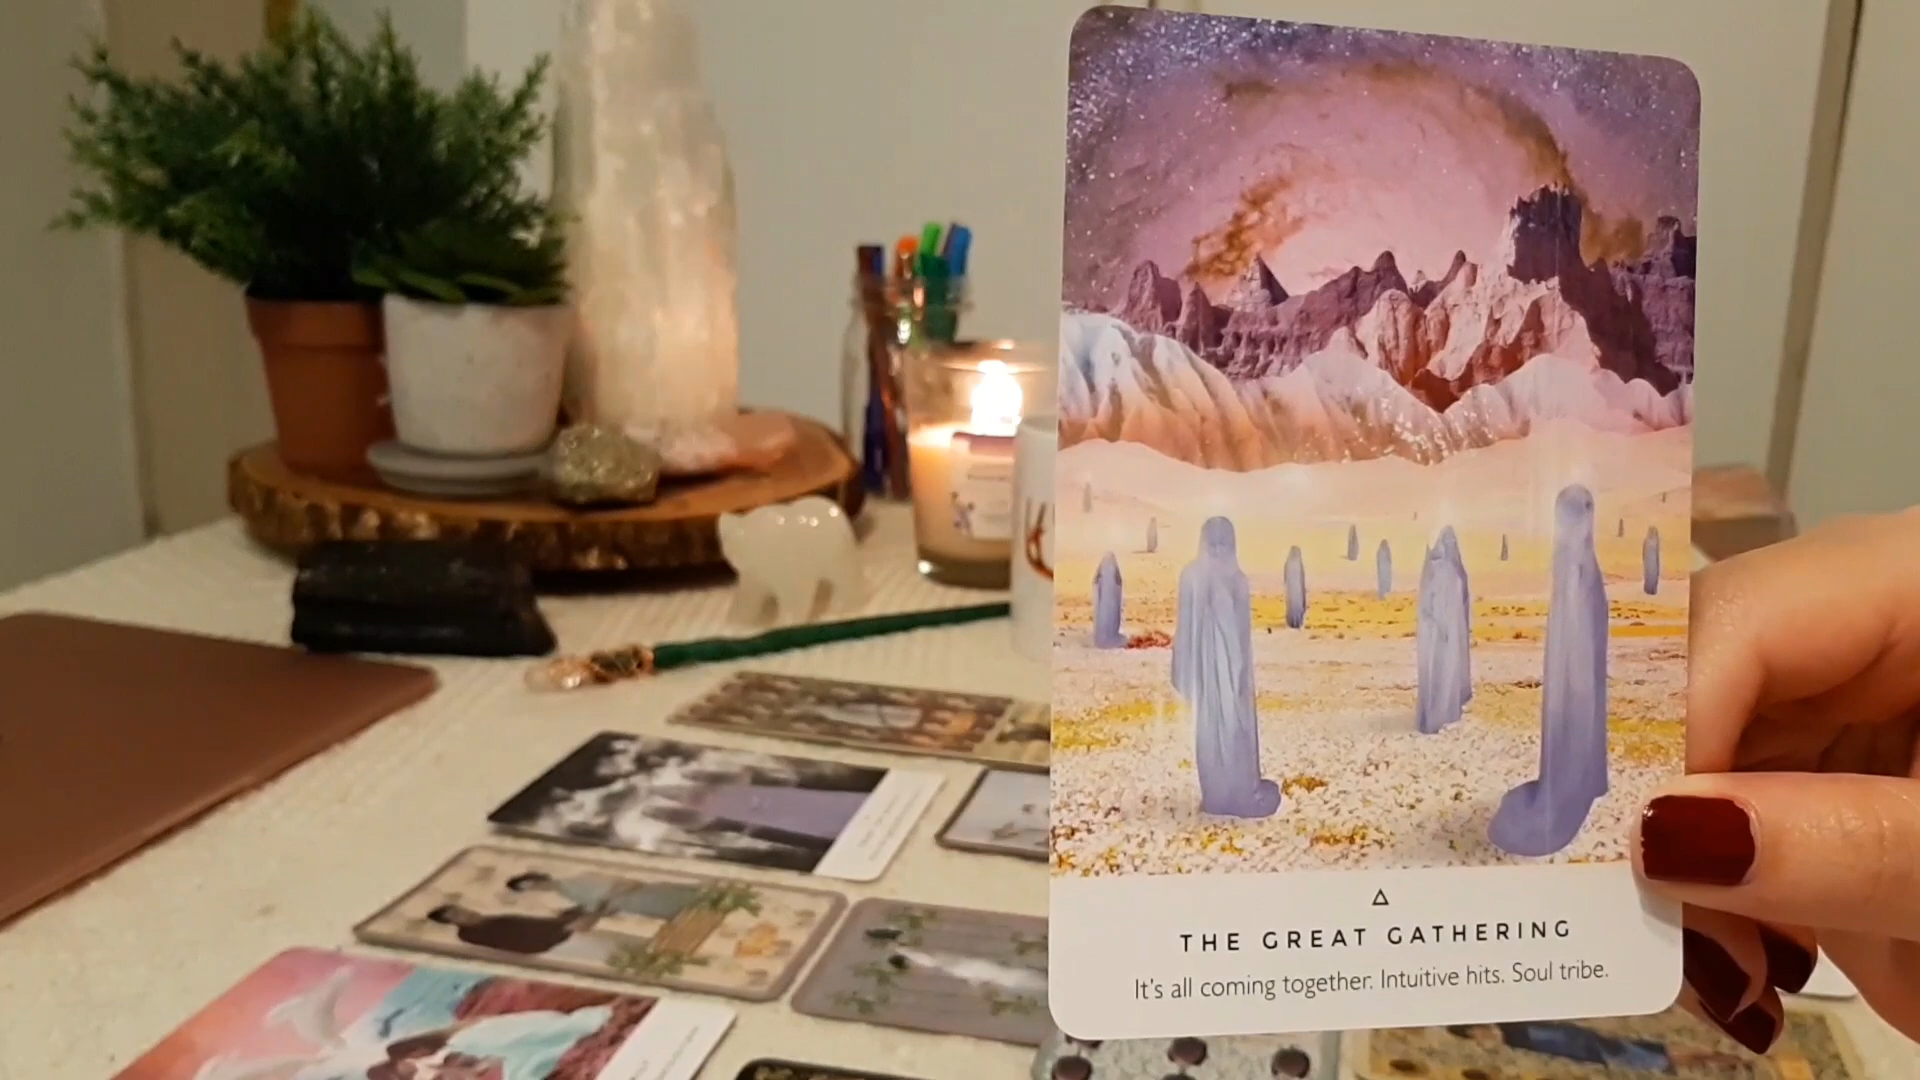 THE GREAT GATHERING
It's all coming together. Intuitive hits. Soul tribe.